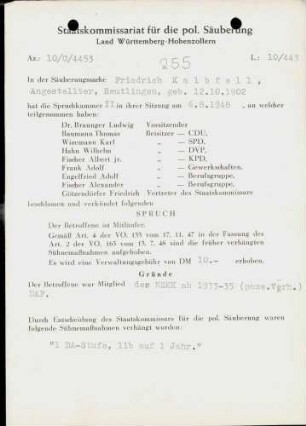 Staatskommissariat für die pol. Säuberung
Land Württemberg-Hohenzollern
Az.: 10/U/4453
L.: 10/443
255
In der Säuberungssache Friedrich Kaibfell,
Angestellter, Reutlingen, geb. 12.10.1902
hat die Spruchkammer II in ihrer Sitzung am 6.8.1948, an welcher
teilgenommen haben:
Dr. Braunger Ludwig Vorsitzender
Baumann Thomas Beisitzer — CDU,
Wizemann Karl „ — SPD,
Hahn Wilhelm „ — DVP,
Fischer Albert jr. „ — KPD,
Frank Adolf „ — Gewerkschaften.
Engelfried Adolf „ — Berufsgruppe,
Fischer Alexander „ — Berufsgruppe,
Götzendörfer Friedrich Vertreter des Staatskommissars
beschlossen und verkündet folgenden
SPRUCH
Der Betroffene ist Mitläufer.
Gemäß Art. 4 der VO. 133 vom 17. 11. 47 in der Fassung des
Art. 2 der VO. 165 vom 13. 7. 48 sind die früher verhängten
Sühnemaßnahmen aufgehoben.
Es wird eine Verwaltungsgebühr von DM 10.- erhoben.
Gründe
Der Betroffene war Mitglied des NSKK ab 1933-35 (pass.Vgrh.)
DAF.
Durch Entscheidung des Staatskommissars für die pol. Säuberung waren
folgende Sühnemaßnahmen verhängt worden:
"1 DA-Stufe, 11b auf 1 Jahr."